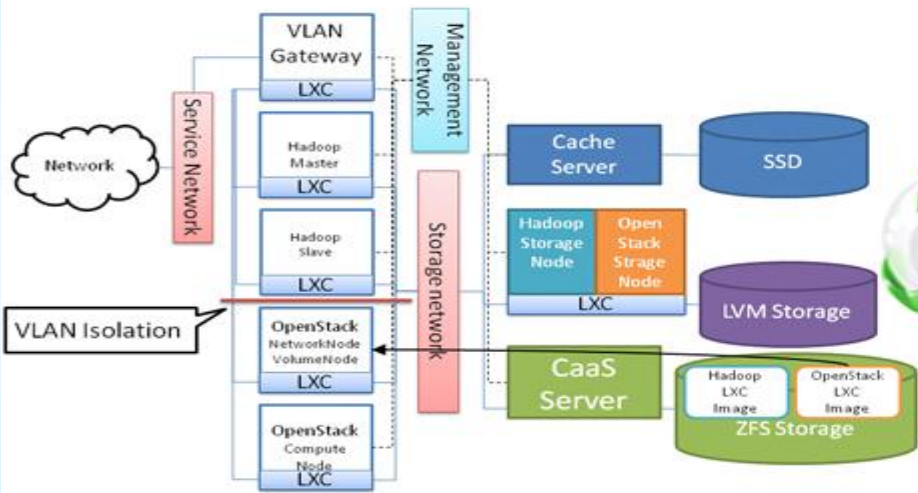 VLAN
Gateway
LXC
Management
Network
Service Network
Network
Hadoop
Master
LXC
Cache
Server
SSD
Hadoop
Slave
LXC
Storage network
Hadoop
Storage
Node
Open
Stack
Strage
Node
LXC
LVM Storage
VLAN Isolation
OpenStack
NetworkNode
VolumeNode
LXC
CaaS
Server
Hadoop
LXC
Image
OpenStack
LXC
Image
ZFS Storage
OpenStack
Compute
Node
LXC